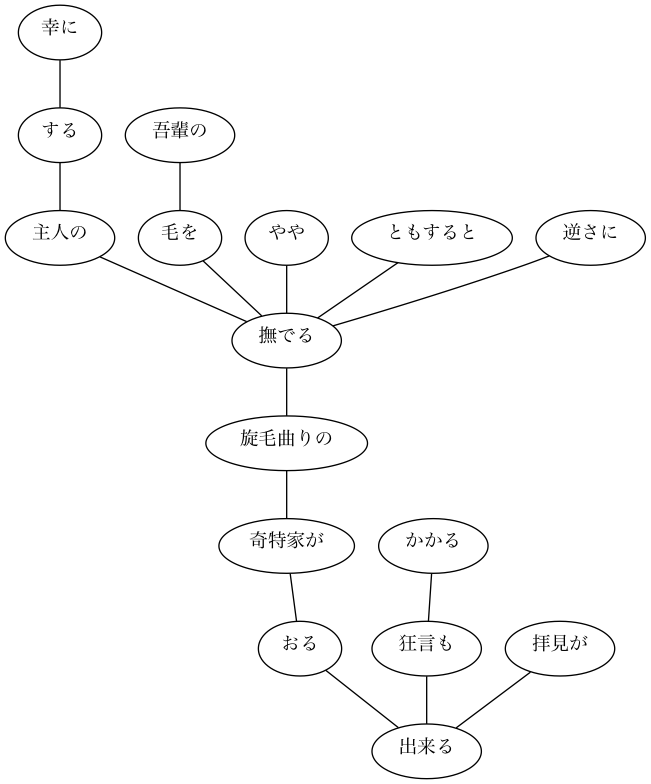 幸に
する
吾輩の
主人の
毛を
やや
ともすると
逆さに
撫でる
旋毛曲りの
奇特家が
かかる
おる
狂言も
拝見が
出来る